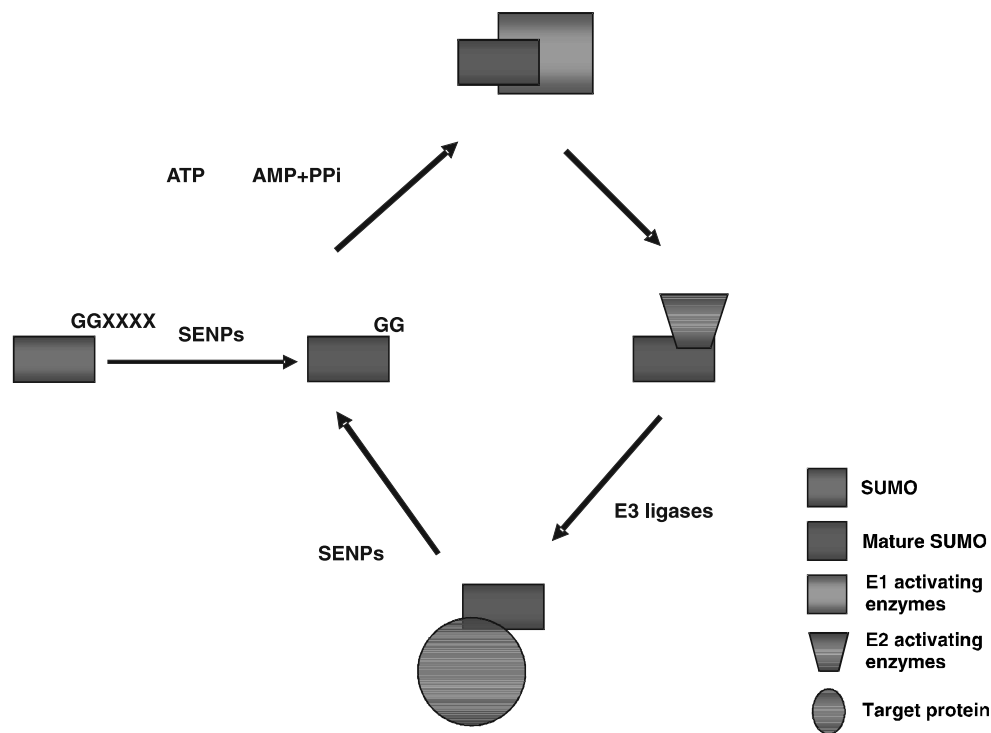 ATP AMP+PPi
GGXXXX
SENPs
GG
E3 ligases
SENPs
SUMO
Mature SUMO
E1 activating
enzymes
E2 activating
enzymes
Target protein